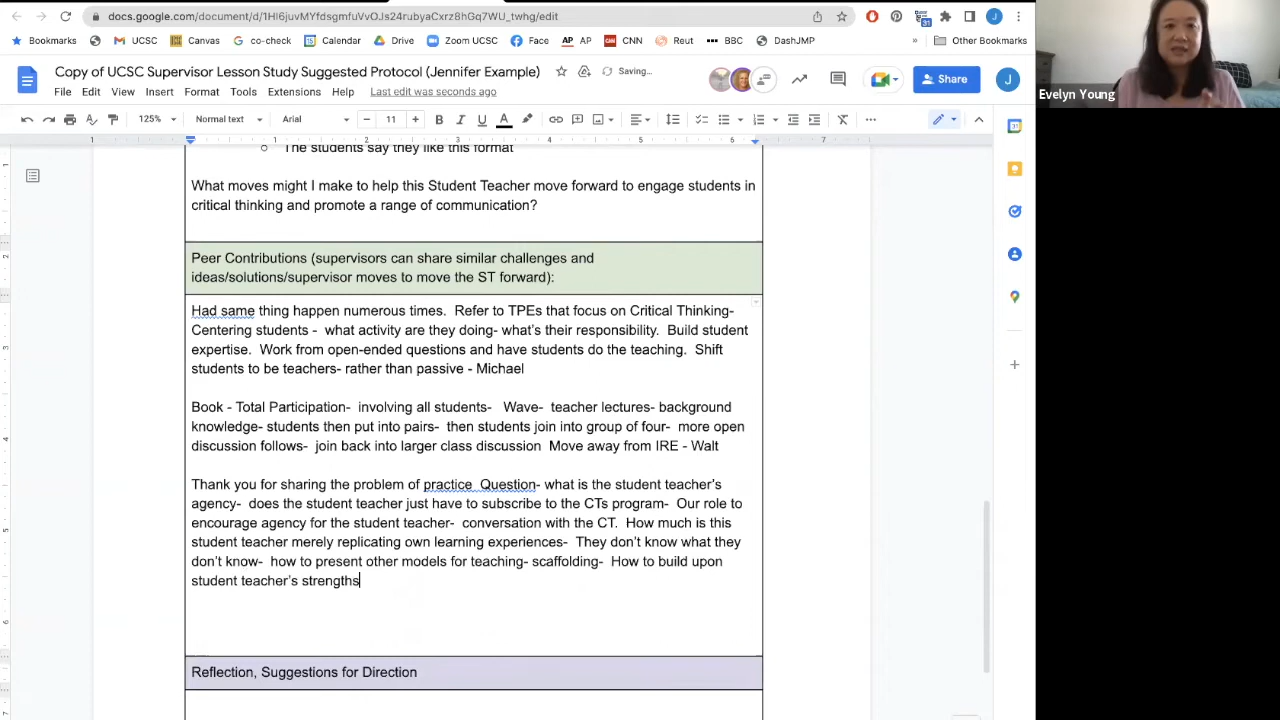 docs.google.com/document/d/1HI6juvMYfdsgmfuVvOJs24rubyaCxrz8hGq7WU_twhg/edit
Bookmarks UCSC Canvas co-check Calendar Drive Zoom UCSC Face AP AP CNN Reut BBC DashJMP » Other Bookmarks
Copy of UCSC Supervisor Lesson Study Suggested Protocol (Jennifer Example) Saving...
File Edit View Insert Format Tools Extensions Help Last edit was seconds ago Share J
125% Normal text Arial 11
1 1 2 3 4 5 6 7
The students say they like this format
What moves might I make to help this Student Teacher move forward to engage students in
critical thinking and promote a range of communication?
Peer Contributions (supervisors can share similar challenges and
ideas/solutions/supervisor moves to move the ST forward):
Had same thing happen numerous times. Refer to TPEs that focus on Critical Thinking-
Centering students - what activity are they doing- what's their responsibility. Build student
expertise. Work from open-ended questions and have students do the teaching. Shift
students to be teachers- rather than passive - Michael
Book - Total Participation- involving all students- Wave- teacher lectures- background
knowledge- students then put into pairs- then students join into group of four- more open
discussion follows- join back into larger class discussion Move away from IRE - Walt
Thank you for sharing the problem of practice Question- what is the student teacher's
agency- does the student teacher just have to subscribe to the CTs program- Our role to
encourage agency for the student teacher- conversation with the CT. How much is this
student teacher merely replicating own learning experiences- They don't know what they
don't know- how to present other models for teaching- scaffolding- How to build upon
student teacher's strengths
Reflection, Suggestions for Direction
Evelyn Young